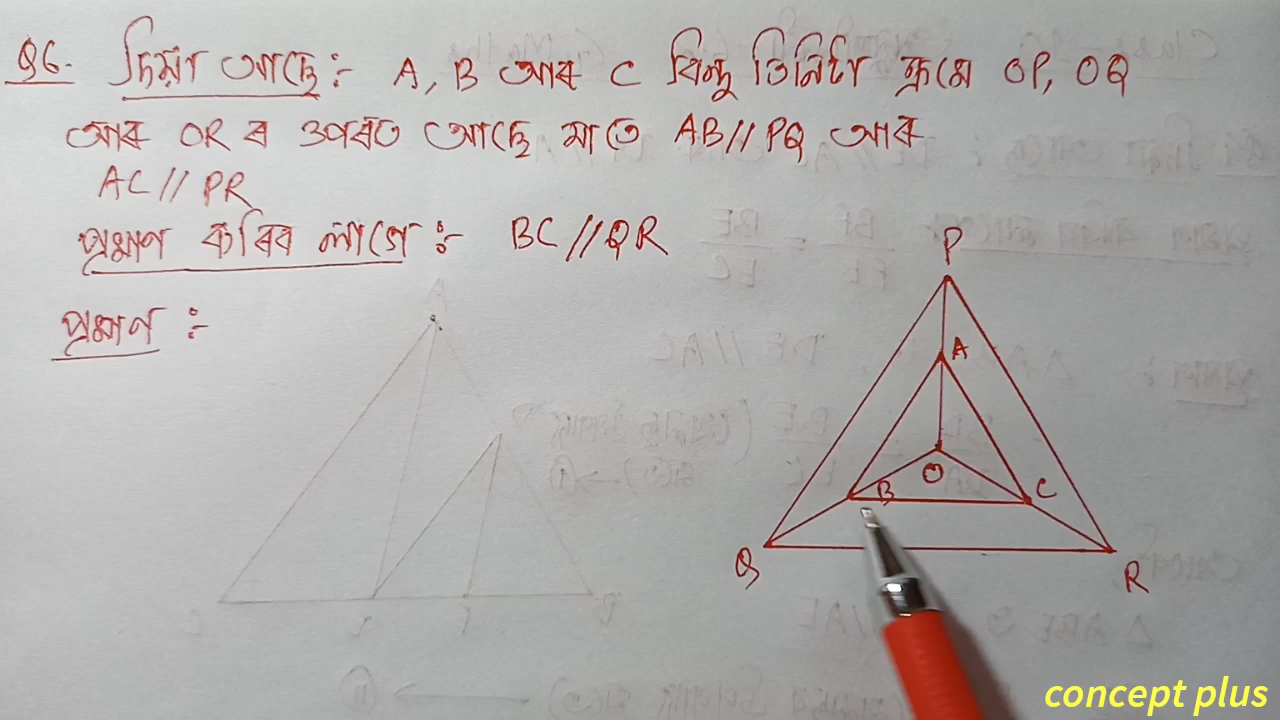 Q6. দিয়া আছে :- A, B আৰু C বিন্দু তিনিটা ক্ৰমে OP, OQ
আৰু OR ৰ ওপৰত আছে যাতে AB // PQ আৰু
AC // PR
প্ৰমাণ কৰিব লাগে :- BC // QR
প্ৰমাণ :-
P
A
O
B
C
Q
R
concept plus